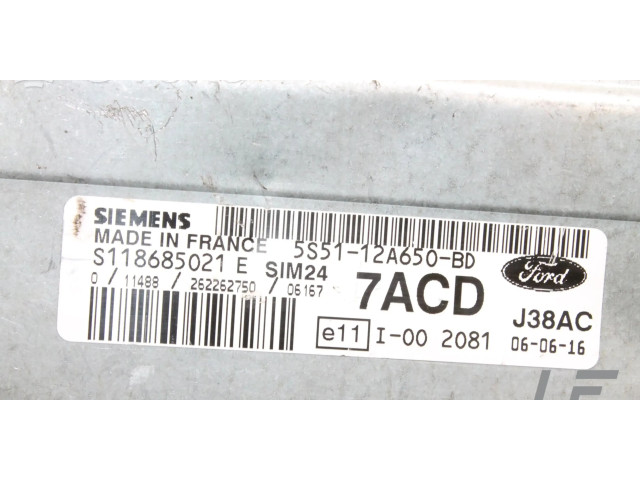 SIEMENS
MADE IN FRANCE 5S51-12A650-BD
S118685021 E SIM24
0 / 11488 / 262262750 / 06167
7ACD
Ford
J38AC
e11 I-00 2081 06-06-16
LF